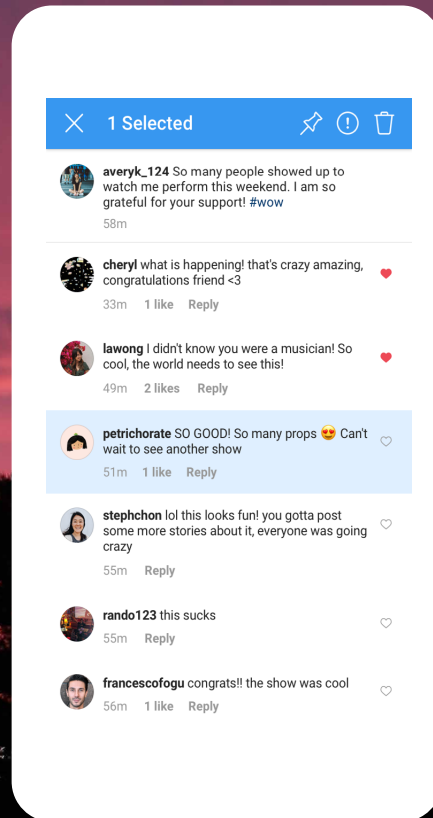 1 Selected
averyk_124 So many people showed up to
watch me perform this weekend. I am so
grateful for your support! #wow
58m
cheryl what is happening! that's crazy amazing,
congratulations friend <3
33m 1 like Reply
lawong I didn't know you were a musician! So
cool, the world needs to see this!
49m 2 likes Reply
petrichorate SO GOOD! So many props 😍 Can't
wait to see another show
51m 1 like Reply
stephchon lol this looks fun! you gotta post
some more stories about it, everyone was going
crazy
55m Reply
rando123 this sucks
55m Reply
francescofogu congrats!! the show was cool
56m 1 like Reply